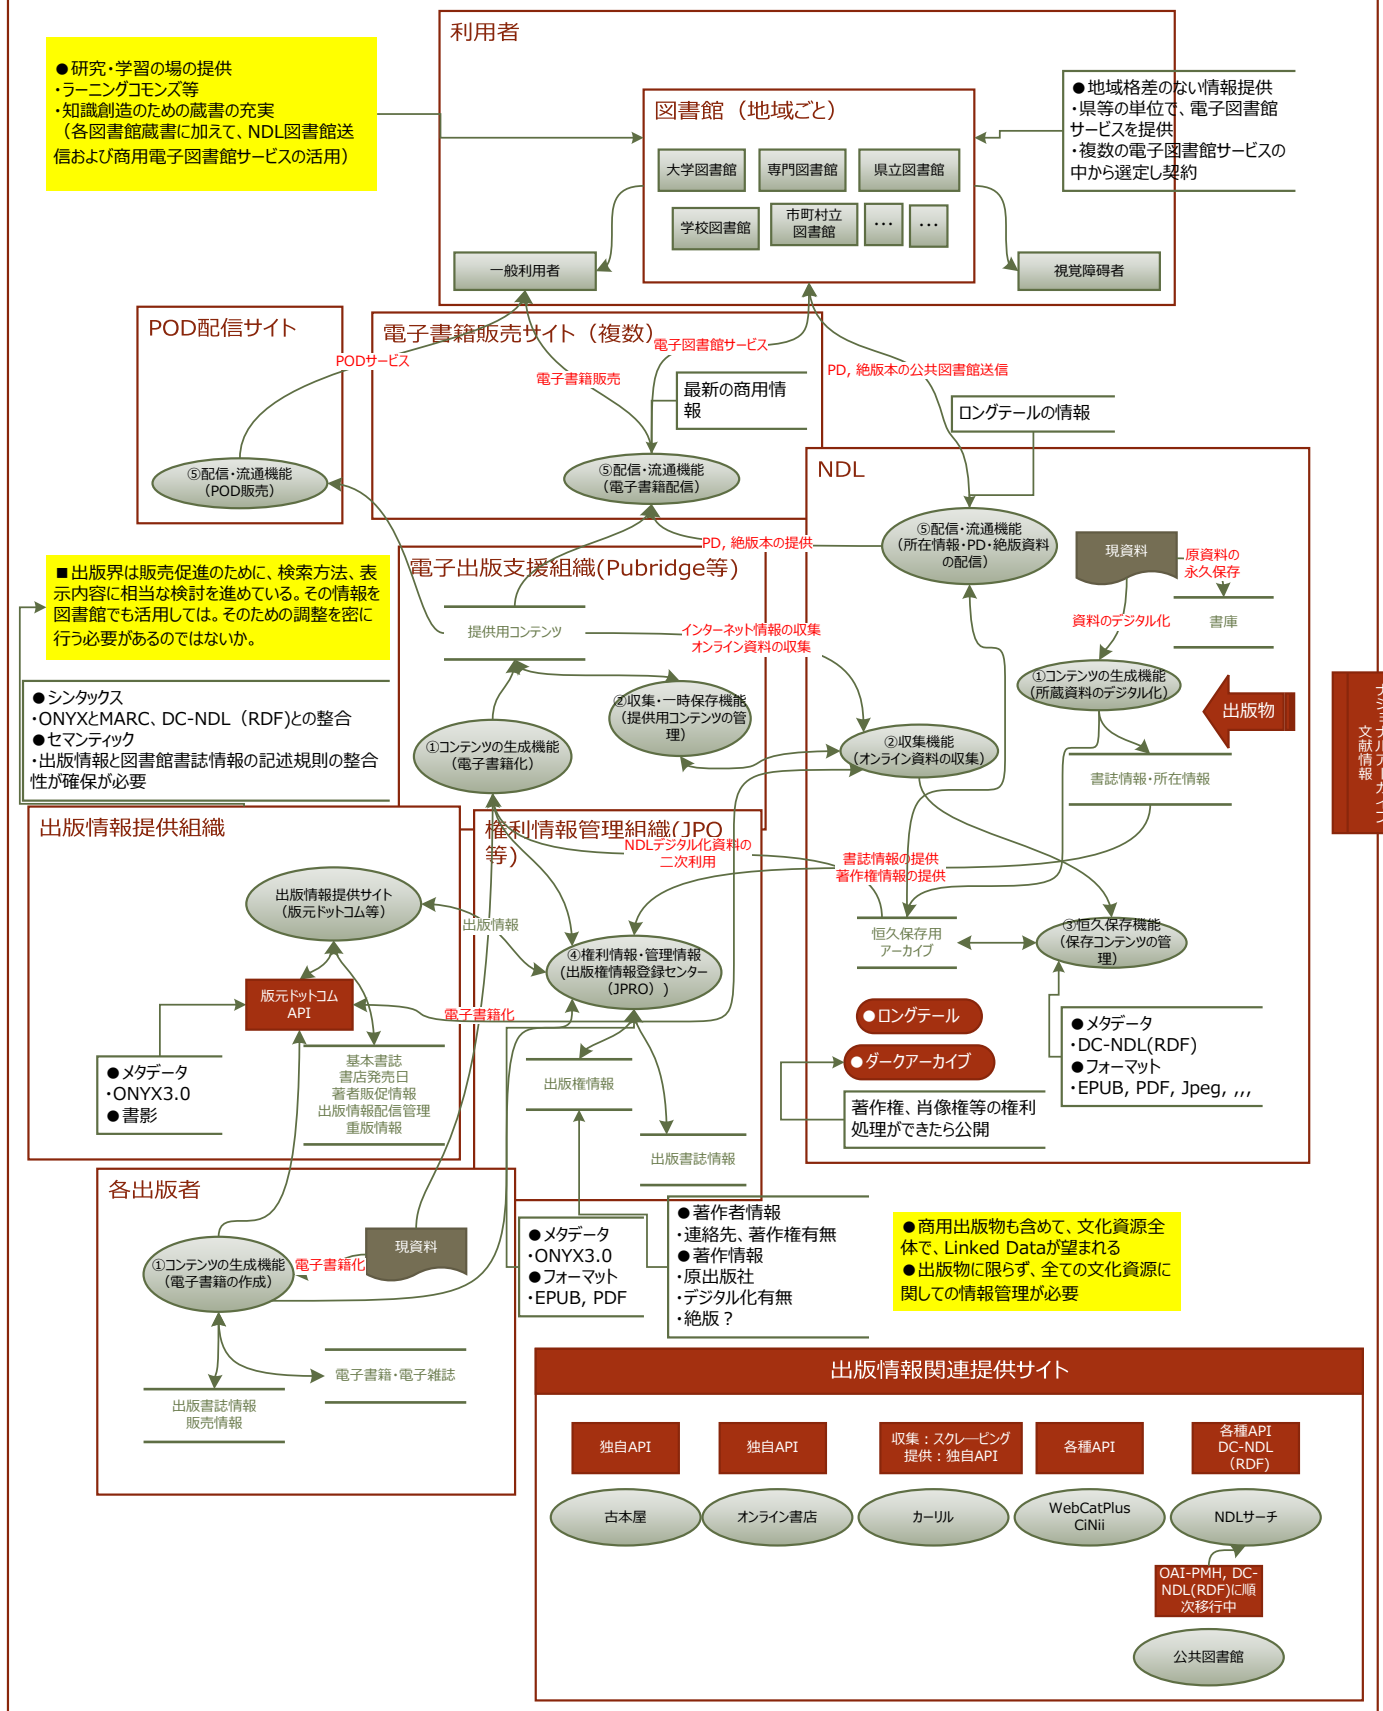 利用者
●研究・学習の場の提供
・ラーニングコモンズ等
・知識創造のための蔵書の充実
（各図書館蔵書に加えて、NDL図書館送
信および商用電子図書館サービスの活用）
図書館（地域ごと）
大学図書館
専門図書館
県立図書館
学校図書館
市町村立
図書館
…
…
●地域格差のない情報提供
・県等の単位で、電子図書館
サービスを提供
・複数の電子図書館サービスの
中から選定し契約
一般利用者
視覚障碍者
POD配信サイト
PODサービス
⑤配信・流通機能
（POD販売）
電子書籍販売サイト（複数）
電子図書館サービス
電子書籍販売
最新の商用情
報
⑤配信・流通機能
（電子書籍配信）
PD, 絶版本の公共図書館送信
ロングテールの情報
NDL
⑤配信・流通機能
（所在情報・PD・絶版資料
の配信）
現資料
原資料の
永久保存
書庫
資料のデジタル化
①コンテンツの生成機能
（所蔵資料のデジタル化）
出版物
書誌情報・所在情報
PD, 絶版本の提供
■出版界は販売促進のために、検索方法、表
示内容に相当な検討を進めている。その情報を
図書館でも活用しては。そのための調整を密に
行う必要があるのではないか。
電子出版支援組織(Pubridge等)
提供用コンテンツ
インターネット情報の収集
オンライン資料の収集
②収集・一時保存機能
（提供用コンテンツの管
理）
①コンテンツの生成機能
（電子書籍化）
②収集機能
（オンライン資料の収集）
●シンタックス
・ONYXとMARC、DC-NDL（RDF)との整合
●セマンティック
・出版情報と図書館書誌情報の記述規則の整合
性が確保が必要
文献情報
出版情報提供組織
出版情報提供サイト
（版元ドットコム等）
版元ドットコム
API
●メタデータ
・ONYX3.0
●書影
基本書誌
書店発売日
著者販促情報
出版情報配信管理
重版情報
権利情報管理組織(JPO
等)
NDLデジタル化資料の
二次利用
書誌情報の提供
著作権情報の提供
出版情報
④権利情報・管理情報
(出版権情報登録センター
（JPRO））
電子書籍化
出版権情報
出版書誌情報
恒久保存用
アーカイブ
③恒久保存機能
（保存コンテンツの管
理）
●ロングテール
●ダークアーカイブ
著作権、肖像権等の権利
処理ができたら公開
●メタデータ
・DC-NDL(RDF)
●フォーマット
・EPUB, PDF, Jpeg, ,,,
各出版者
①コンテンツの生成機能
（電子書籍の作成）
電子書籍化
現資料
電子書籍・電子雑誌
出版書誌情報
販売情報
●メタデータ
・ONYX3.0
●フォーマット
・EPUB, PDF
●著作者情報
・連絡先、著作権有無
●著作情報
・原出版社
・デジタル化有無
・絶版？
●商用出版物も含めて、文化資源全
体で、Linked Dataが望まれる
●出版物に限らず、全ての文化資源に
関しての情報管理が必要
出版情報関連提供サイト
独自API
独自API
収集：スクレーピング
提供：独自API
各種API
各種API
DC-NDL
（RDF)
古本屋
オンライン書店
カーリル
WebCatPlus
CiNii
NDLサーチ
OAI-PMH, DC-
NDL(RDF)に順
次移行中
公共図書館